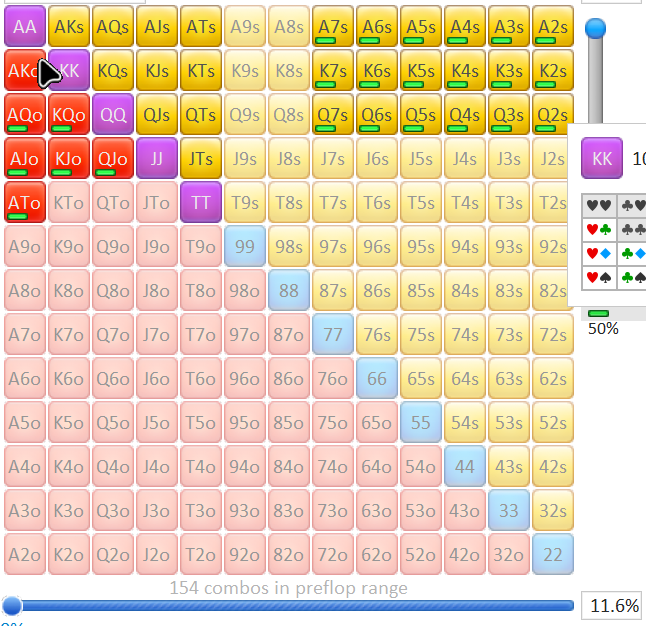 AA AKs AQs AJs ATs A9s A8s A7s A6s A5s A4s A3s A2s
AKo KK KQs KJs KTs K9s K8s K7s K6s K5s K4s K3s K2s
AQo KQo QQ QJs QTs Q9s Q8s Q7s Q6s Q5s Q4s Q3s Q2s
AJo KJo QJo JJ JTs J9s J8s J7s J6s J5s J4s J3s J2s KK
ATo KTo QTo JTo TT T9s T8s T7s T6s T5s T4s T3s T2s
A9o K9o Q9o J9o T9o 99 98s 97s 96s 95s 94s 93s 92s
A8o K8o Q8o J8o T8o 98o 88 87s 86s 85s 84s 83s 82s
A7o K7o Q7o J7o T7o 97o 87o 77 76s 75s 74s 73s 72s
50%
A6o K6o Q6o J6o T6o 96o 86o 76o 66 65s 64s 63s 62s
A5o K5o Q5o J5o T5o 95o 85o 75o 65o 55 54s 53s 52s
A4o K4o Q4o J4o T4o 94o 84o 74o 64o 54o 44 43s 42s
A3o K3o Q3o J3o T3o 93o 83o 73o 63o 53o 43o 33 32s
A2o K2o Q2o J2o T2o 92o 82o 72o 62o 52o 42o 32o 22
154 combos in preflop range
11.6%